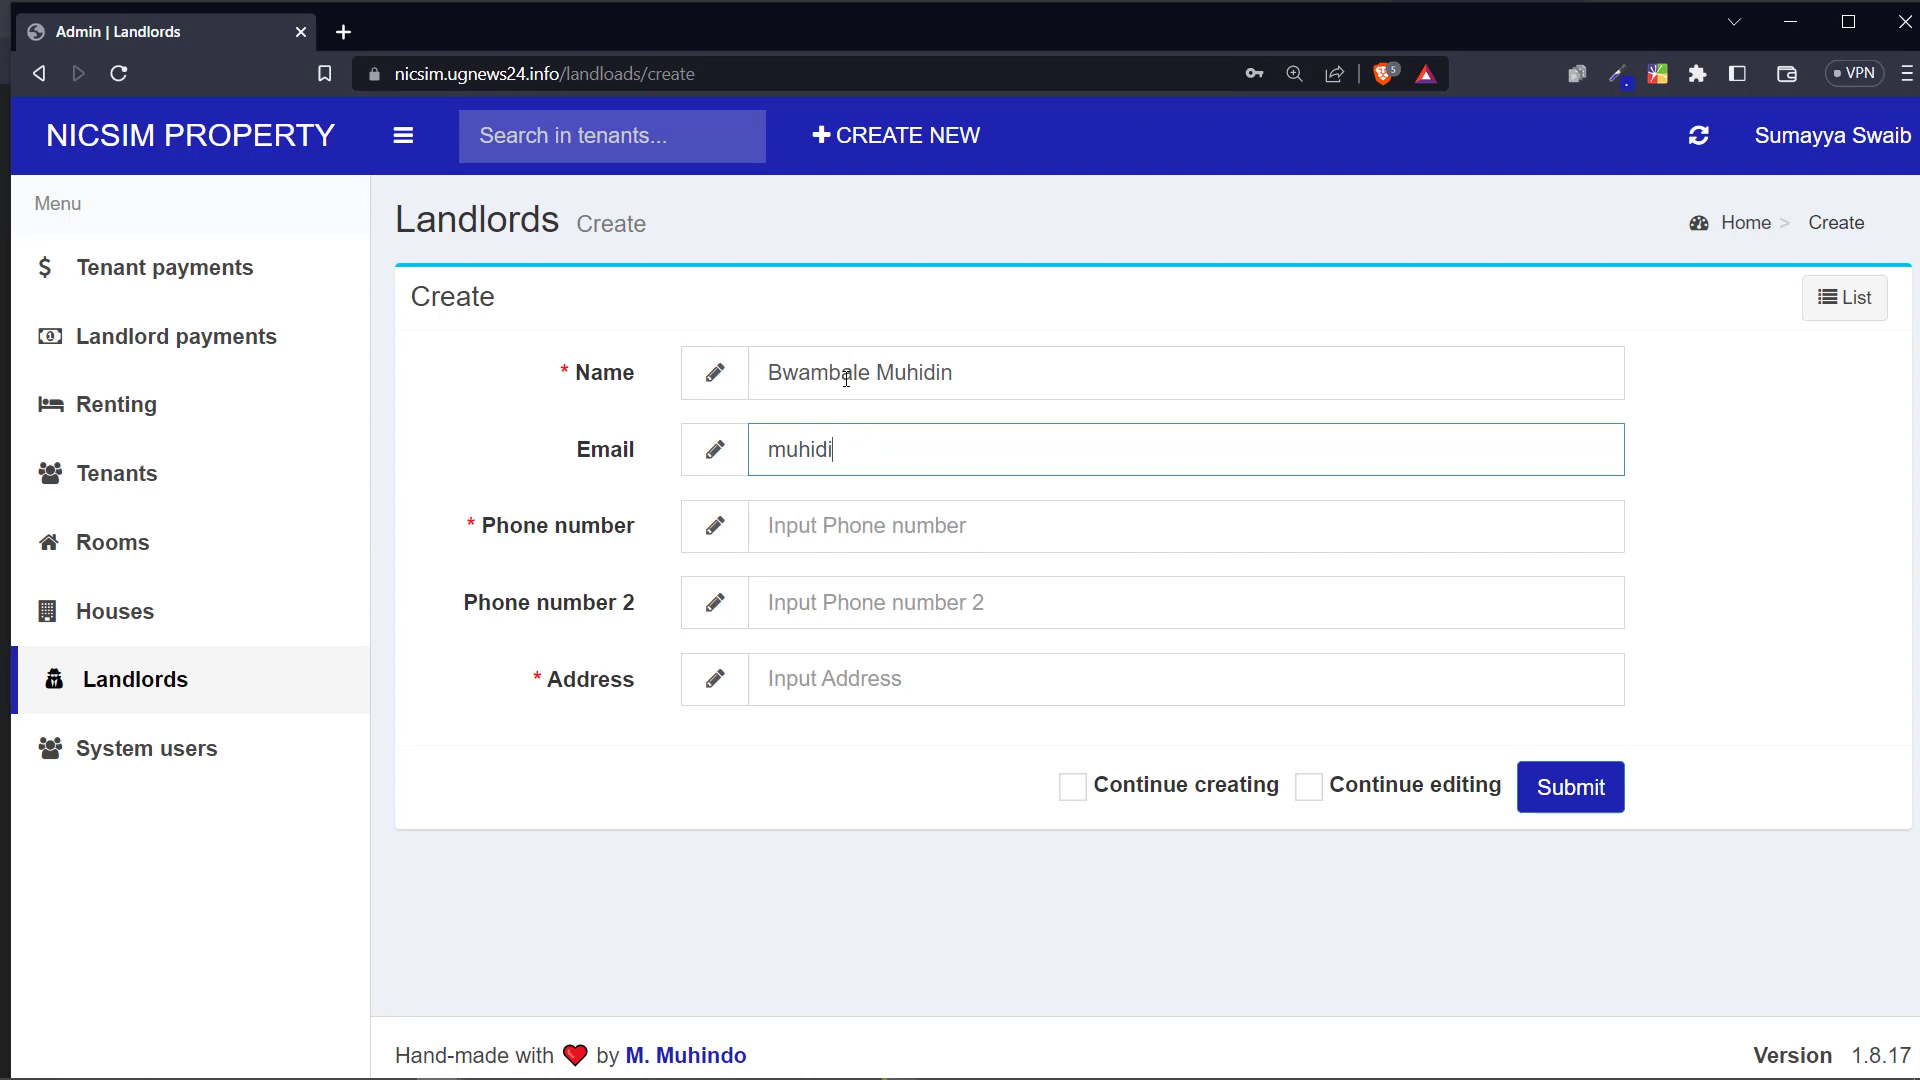 Admin | Landlords
nicsim.ugnews24.info/landloads/create
5
VPN
NICSIM PROPERTY
Search in tenants...
CREATE NEW
Sumayya Swaib
Menu
Tenant payments
Landlord payments
Renting
Tenants
Rooms
Houses
Landlords
System users
Landlords Create
Home > Create
Create
List
* Name
Bwambale Muhidin
Email
muhidi
* Phone number
Input Phone number
Phone number 2
Input Phone number 2
* Address
Input Address
Continue creating
Continue editing
Submit
Hand-made with ❤ by M. Muhindo
Version 1.8.17